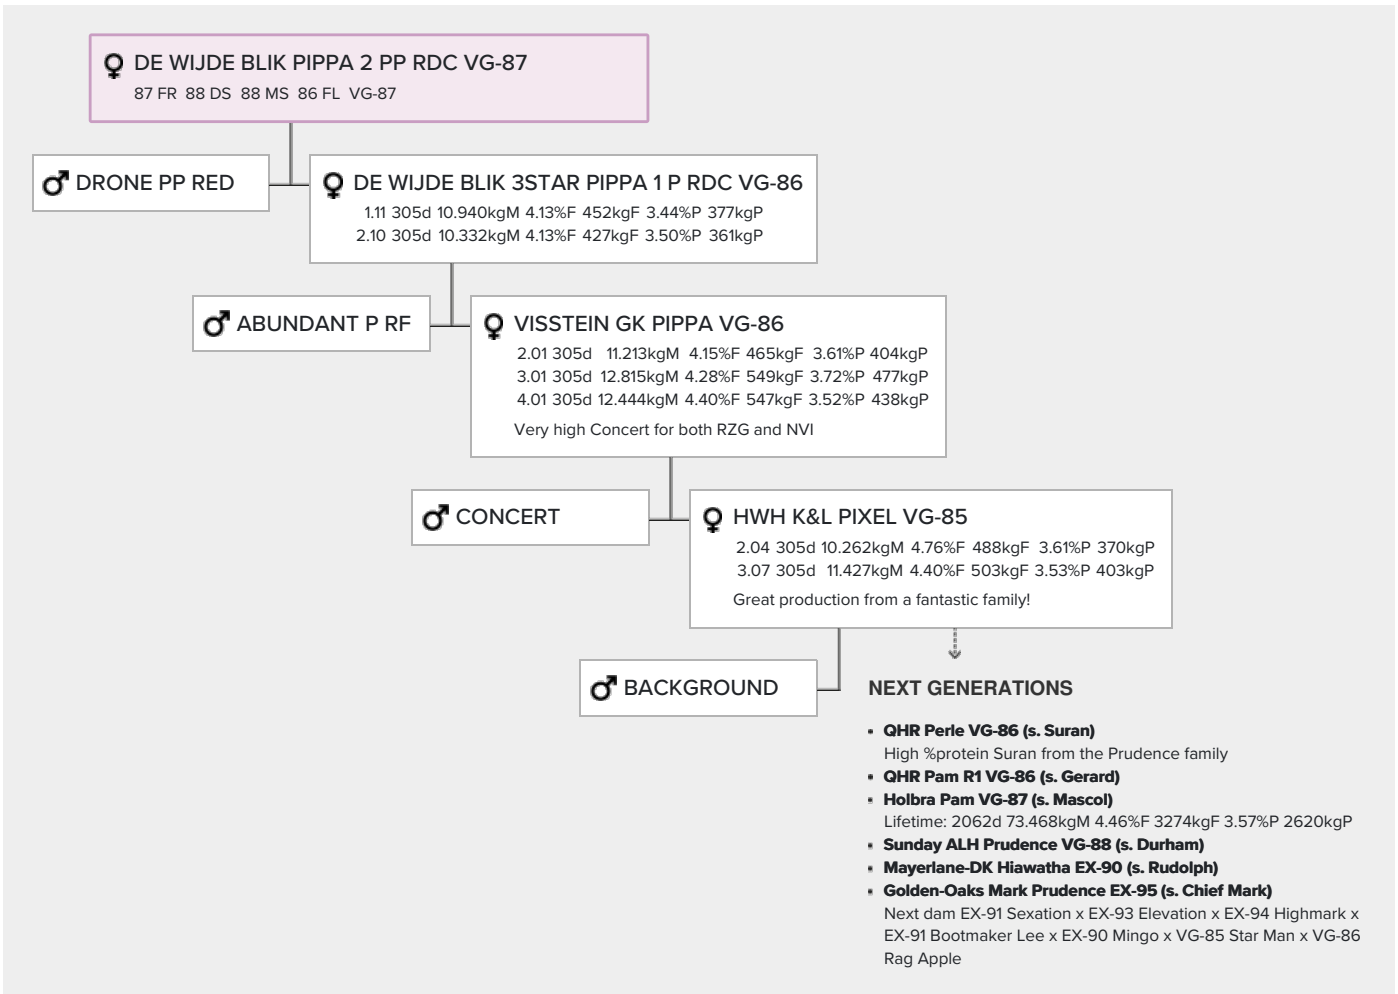 DE WIJDE BLIK PIPPA 2 PP RDC VG-87
87 FR 88 DS 88 MS 86 FL VG-87
DRONE PP RED
DE WIJDE BLIK 3STAR PIPPA 1 P RDC VG-86
1.11 305d 10.940kgM 4.13%F 452kgF 3.44%P 377kgP
2.10 305d 10.332kgM 4.13%F 427kgF 3.50%P 361kgP
ABUNDANT P RF
VISSTEIN GK PIPPA VG-86
2.01 305d 11.213kgM 4.15%F 465kgF 3.61%P 404kgP
3.01 305d 12.815kgM 4.28%F 549kgF 3.72%P 477kgP
4.01 305d 12.444kgM 4.40%F 547kgF 3.52%P 438kgP
Very high Concert for both RZG and NVI
CONCERT
HWH K&L PIXEL VG-85
2.04 305d 10.262kgM 4.76%F 488kgF 3.61%P 370kgP
3.07 305d 11.427kgM 4.40%F 503kgF 3.53%P 403kgP
Great production from a fantastic family!
BACKGROUND
NEXT GENERATIONS
• QHR Perle VG-86 (s. Suran)
High %protein Suran from the Prudence family
• QHR Pam R1 VG-86 (s. Gerard)
• Holbra Pam VG-87 (s. Mascol)
Lifetime: 2062d 73.468kgM 4.46%F 3274kgF 3.57%P 2620kgP
• Sunday ALH Prudence VG-88 (s. Durham)
• Mayerlane-DK Hiawatha EX-90 (s. Rudolph)
• Golden-Oaks Mark Prudence EX-95 (s. Chief Mark)
Next dam EX-91 Sexation x EX-93 Elevation x EX-94 Highmark x
EX-91 Bootmaker Lee x EX-90 Mingo x VG-85 Star Man x VG-86
Rag Apple